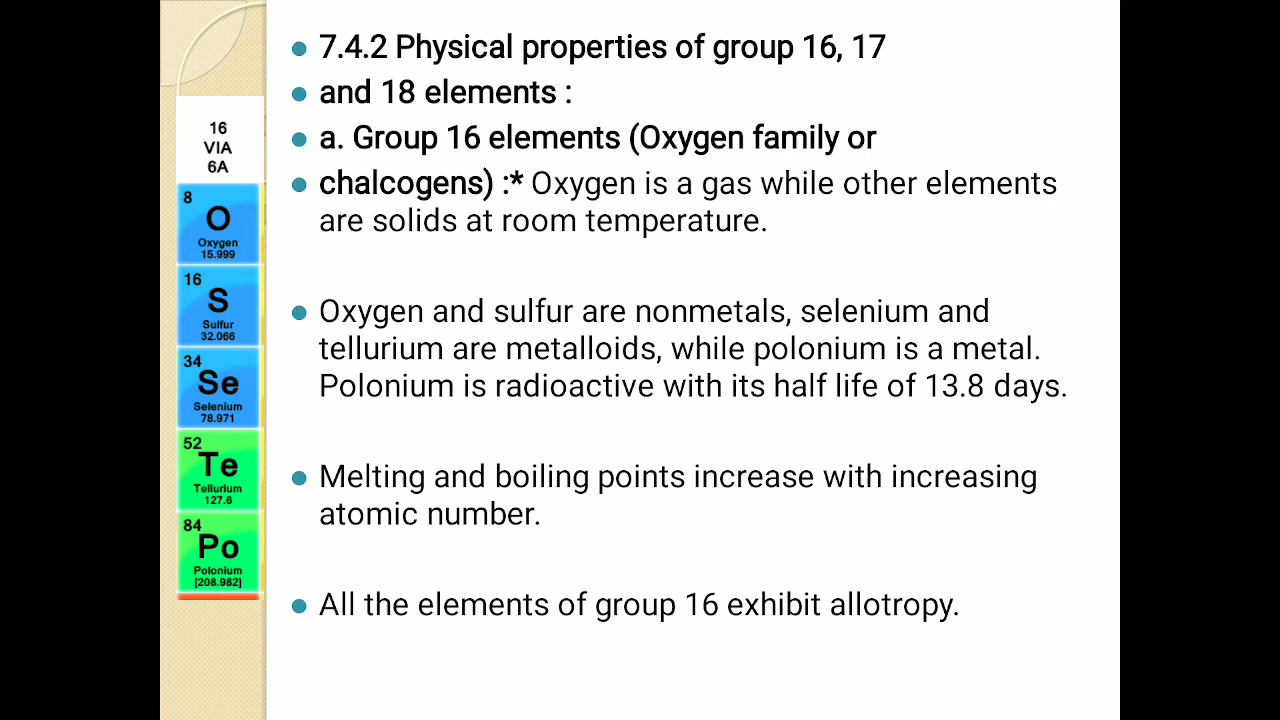 16
VIA
6A
8
O
Oxygen
15.999
16
S
Sulfur
32.066
34
Se
Selenium
78.971
52
Te
Tellurium
127.6
84
Po
Polonium
[208.982]
7.4.2 Physical properties of group 16, 17
and 18 elements :
a. Group 16 elements (Oxygen family or
chalcogens) :* Oxygen is a gas while other elements
are solids at room temperature.
Oxygen and sulfur are nonmetals, selenium and
tellurium are metalloids, while polonium is a metal.
Polonium is radioactive with its half life of 13.8 days.
Melting and boiling points increase with increasing
atomic number.
All the elements of group 16 exhibit allotropy.